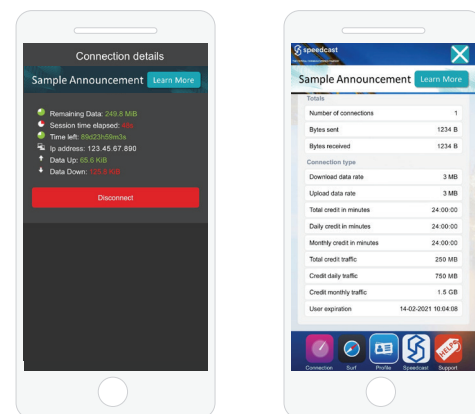 Connection details
Sample Announcement Learn More
Remaining Data: 249.8 MiB
Session time elapsed:
Time left: 89d23h59m3s
Ip address: 123.45.67.890
Data Up: 65.6 KiB
Data Down: 125.6 KiB
Disconnect
speedcast
Sample Announcement Learn More
Totals
Number of connections 1
Bytes sent 1234 B
Bytes received 1234 B
Connection type
Download data rate 3 MB
Upload data rate 3 MB
Total credit in minutes 24:00:00
Daily credit in minutes 24:00:00
Monthly credit in minutes 24:00:00
Total credit traffic 250 MB
Credit daily traffic 750 MB
Credit monthly traffic 1.5 GB
User expiration 14-02-2021 10:04:08
HELP
Connection Surf Profile Speedcast Support